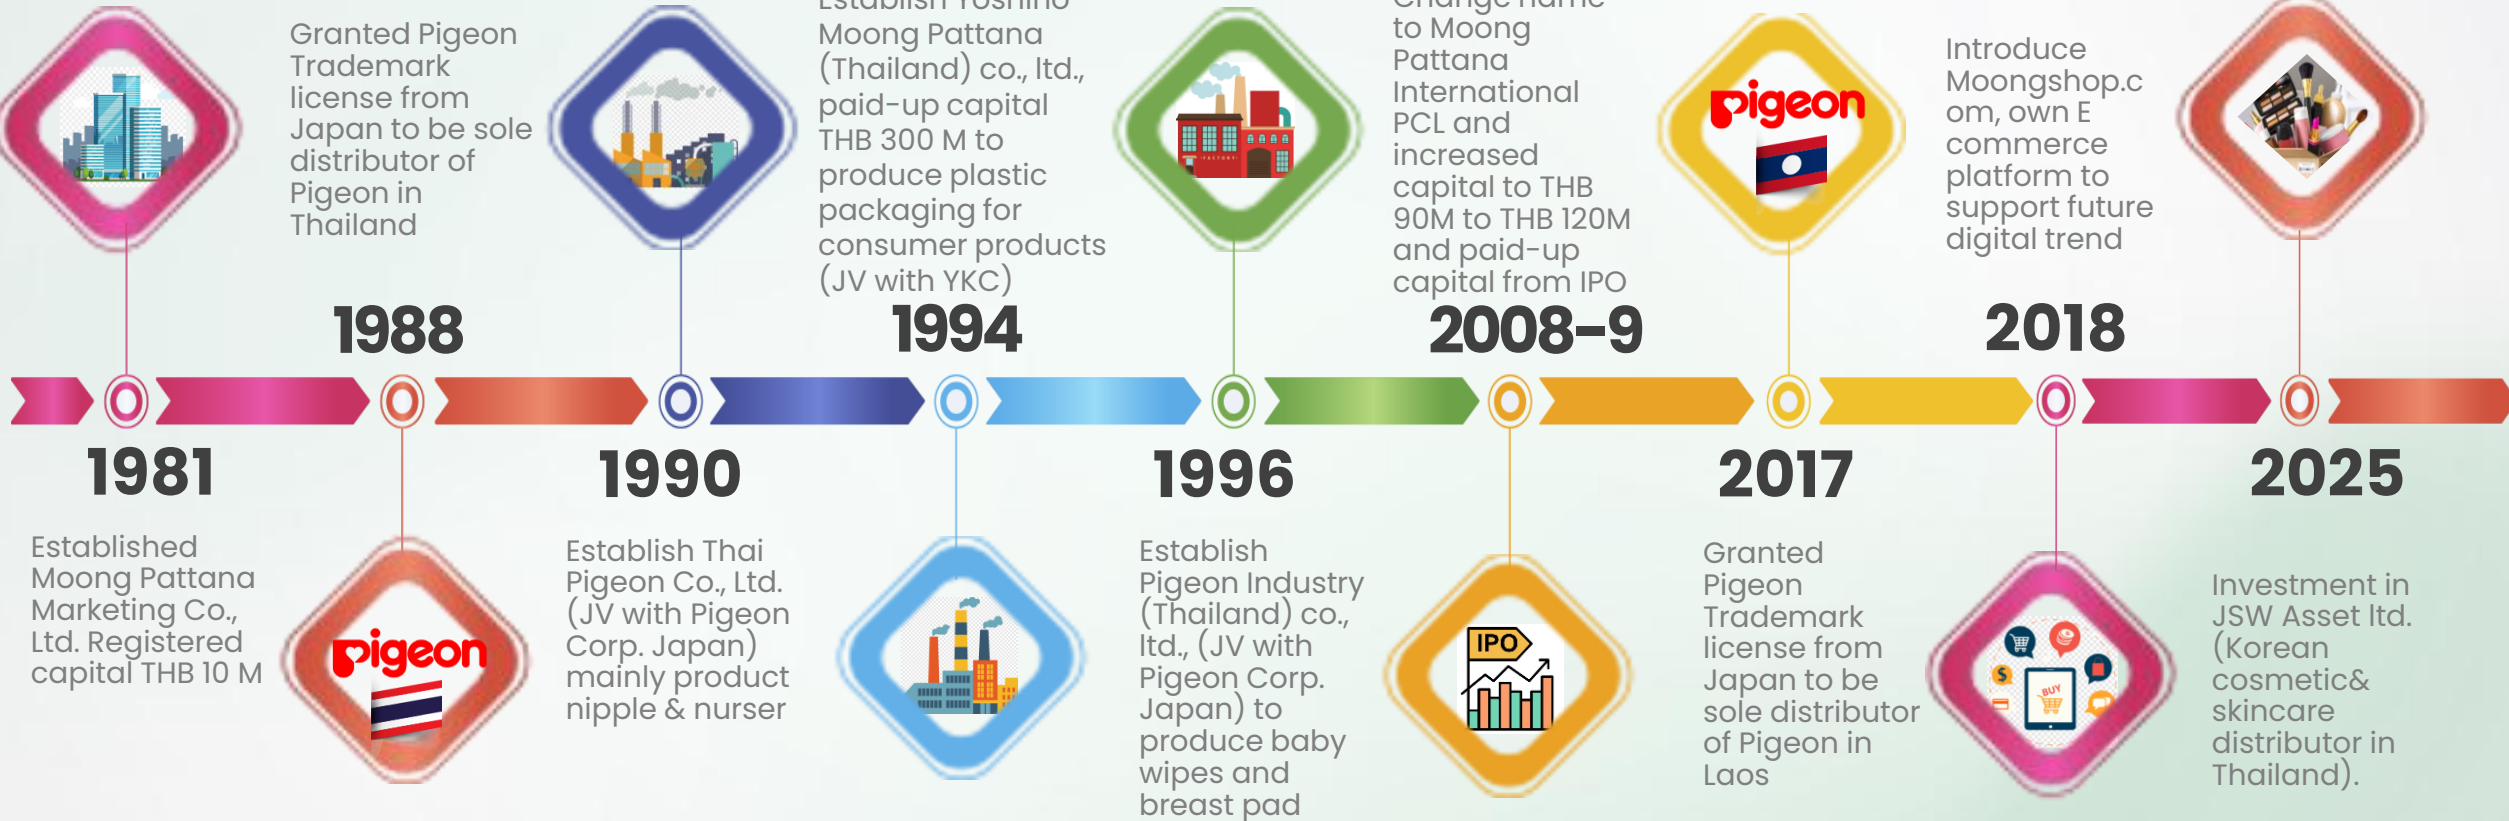 Granted Pigeon
Trademark
license from
Japan to be sole
distributor of
Pigeon in
Thailand
1988
Establish Yoshino
Moong Pattana
(Thailand) co., ltd.,
paid-up capital
THB 300 M to
produce plastic
packaging for
consumer products
(JV with YKC)
1994
Change name
to Moong
Pattana
International
PCL and
increased
capital to THB
90M to THB 120M
and paid-up
capital from IPO
2008-9
pigeon
Introduce
Moongshop.c
om, own E
commerce
platform to
support future
digital trend
2018
FACTORY
1981
Established
Moong Pattana
Marketing Co.,
Ltd. Registered
capital THB 10 M
pigeon
1990
Establish Thai
Pigeon Co., Ltd.
(JV with Pigeon
Corp. Japan)
mainly product
nipple & nurser
1996
Establish
Pigeon Industry
(Thailand) co.,
ltd., (JV with
Pigeon Corp.
Japan) to
produce baby
wipes and
breast pad
IPO
2017
Granted
Pigeon
Trademark
license from
Japan to be
sole distributor
of Pigeon in
Laos
$
BUY
2025
Investment in
JSW Asset ltd.
(Korean
cosmetic&
skincare
distributor in
Thailand).